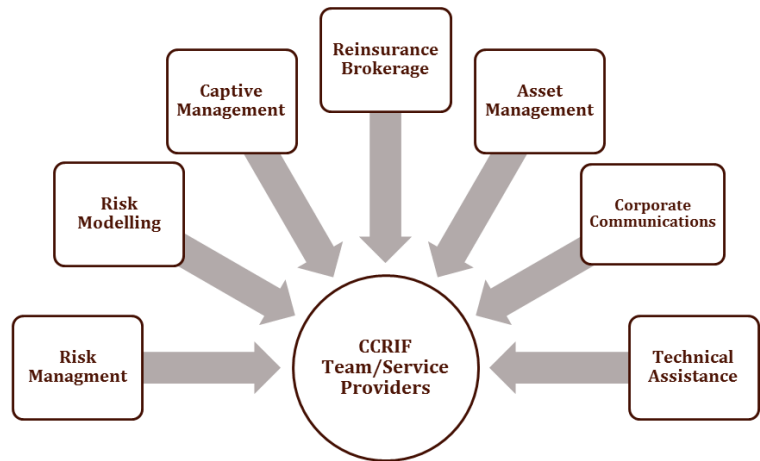 Reinsurance
Brokerage
Captive
Management
Asset
Management
Risk
Modelling
Corporate
Communications
Risk
Managment
CCRIF
Team/Service
Providers
Technical
Assistance